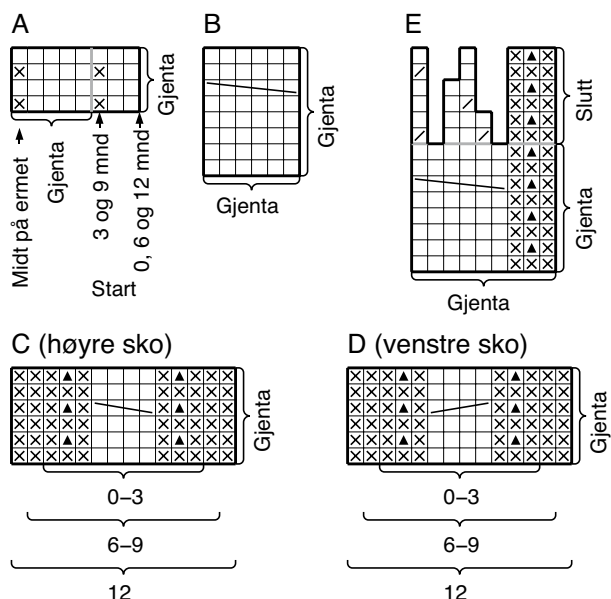 A
Gjenta
Midt på ermet
Gjenta
3 og 9 mnd
0, 6 og 12 mnd
Start
B
Gjenta
Gjenta
E
Slutt
Gjenta
Gjenta
C (høyre sko)
Gjenta
0–3
6–9
12
D (venstre sko)
Gjenta
0–3
6–9
12